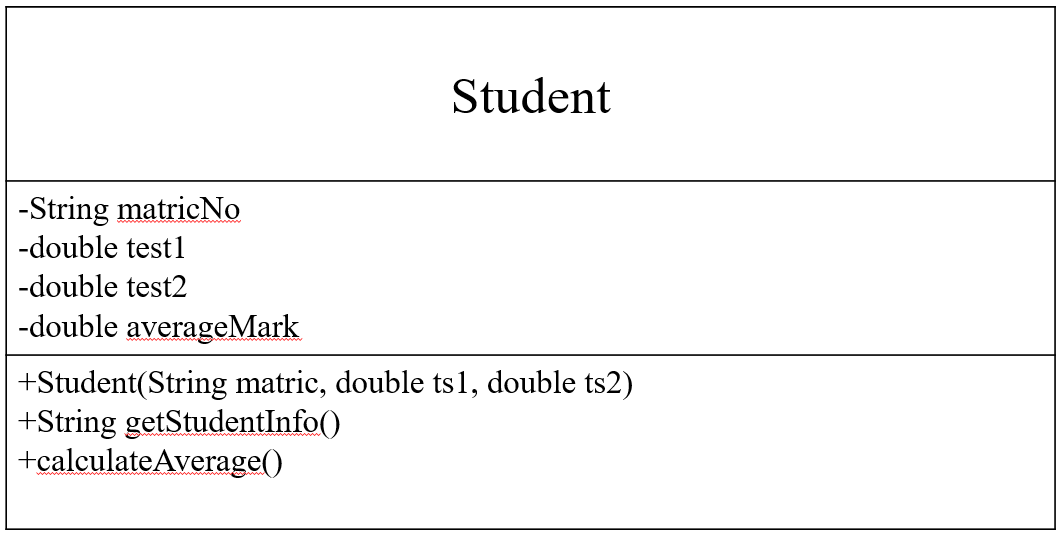 Student
-String matricNo
-double test1
-double test2
-double averageMark
+Student(String matric, double ts1, double ts2)
+String getStudentInfo()
+calculateAverage()